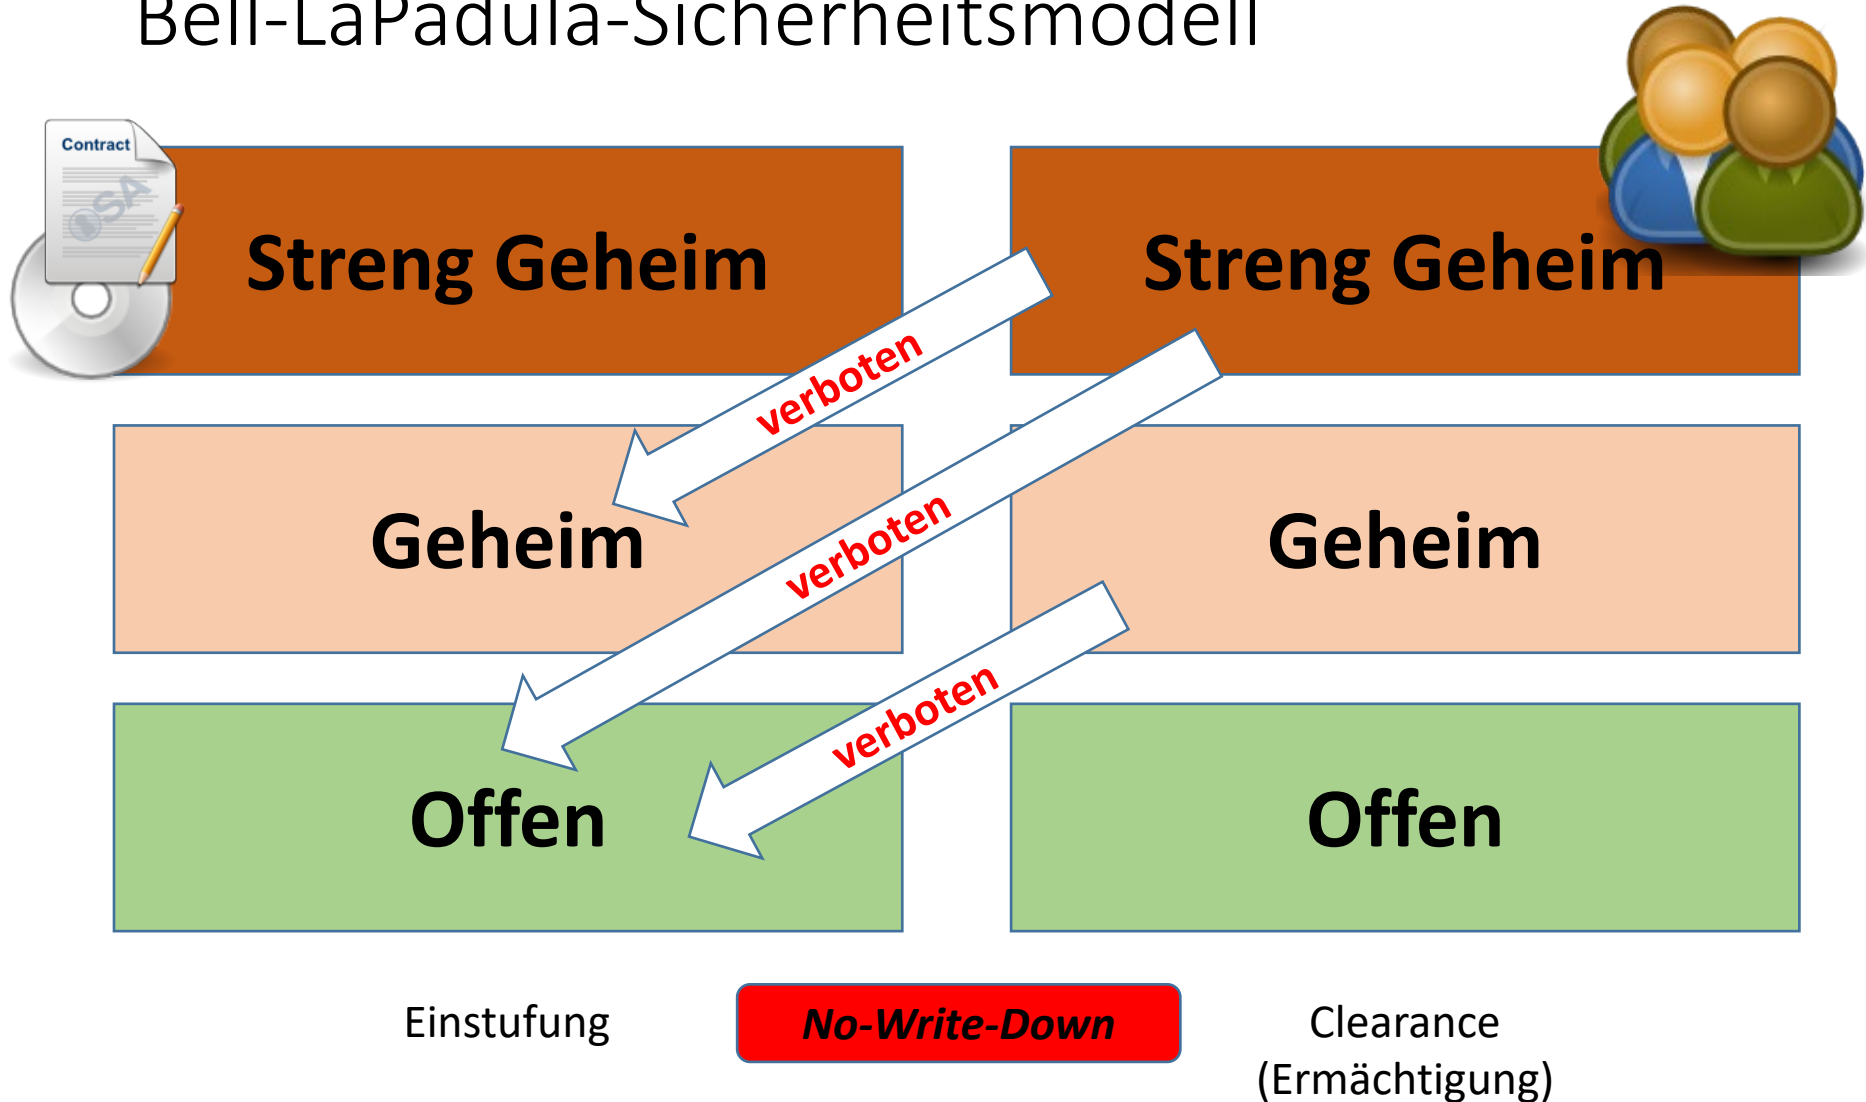 Bell-LaPadula-Sicherheitsmodell
Contract
OSA
Streng Geheim
Streng Geheim
verboten
Geheim
verboten
Geheim
verboten
Offen
Offen
Einstufung
No-Write-Down
Clearance
(Ermächtigung)